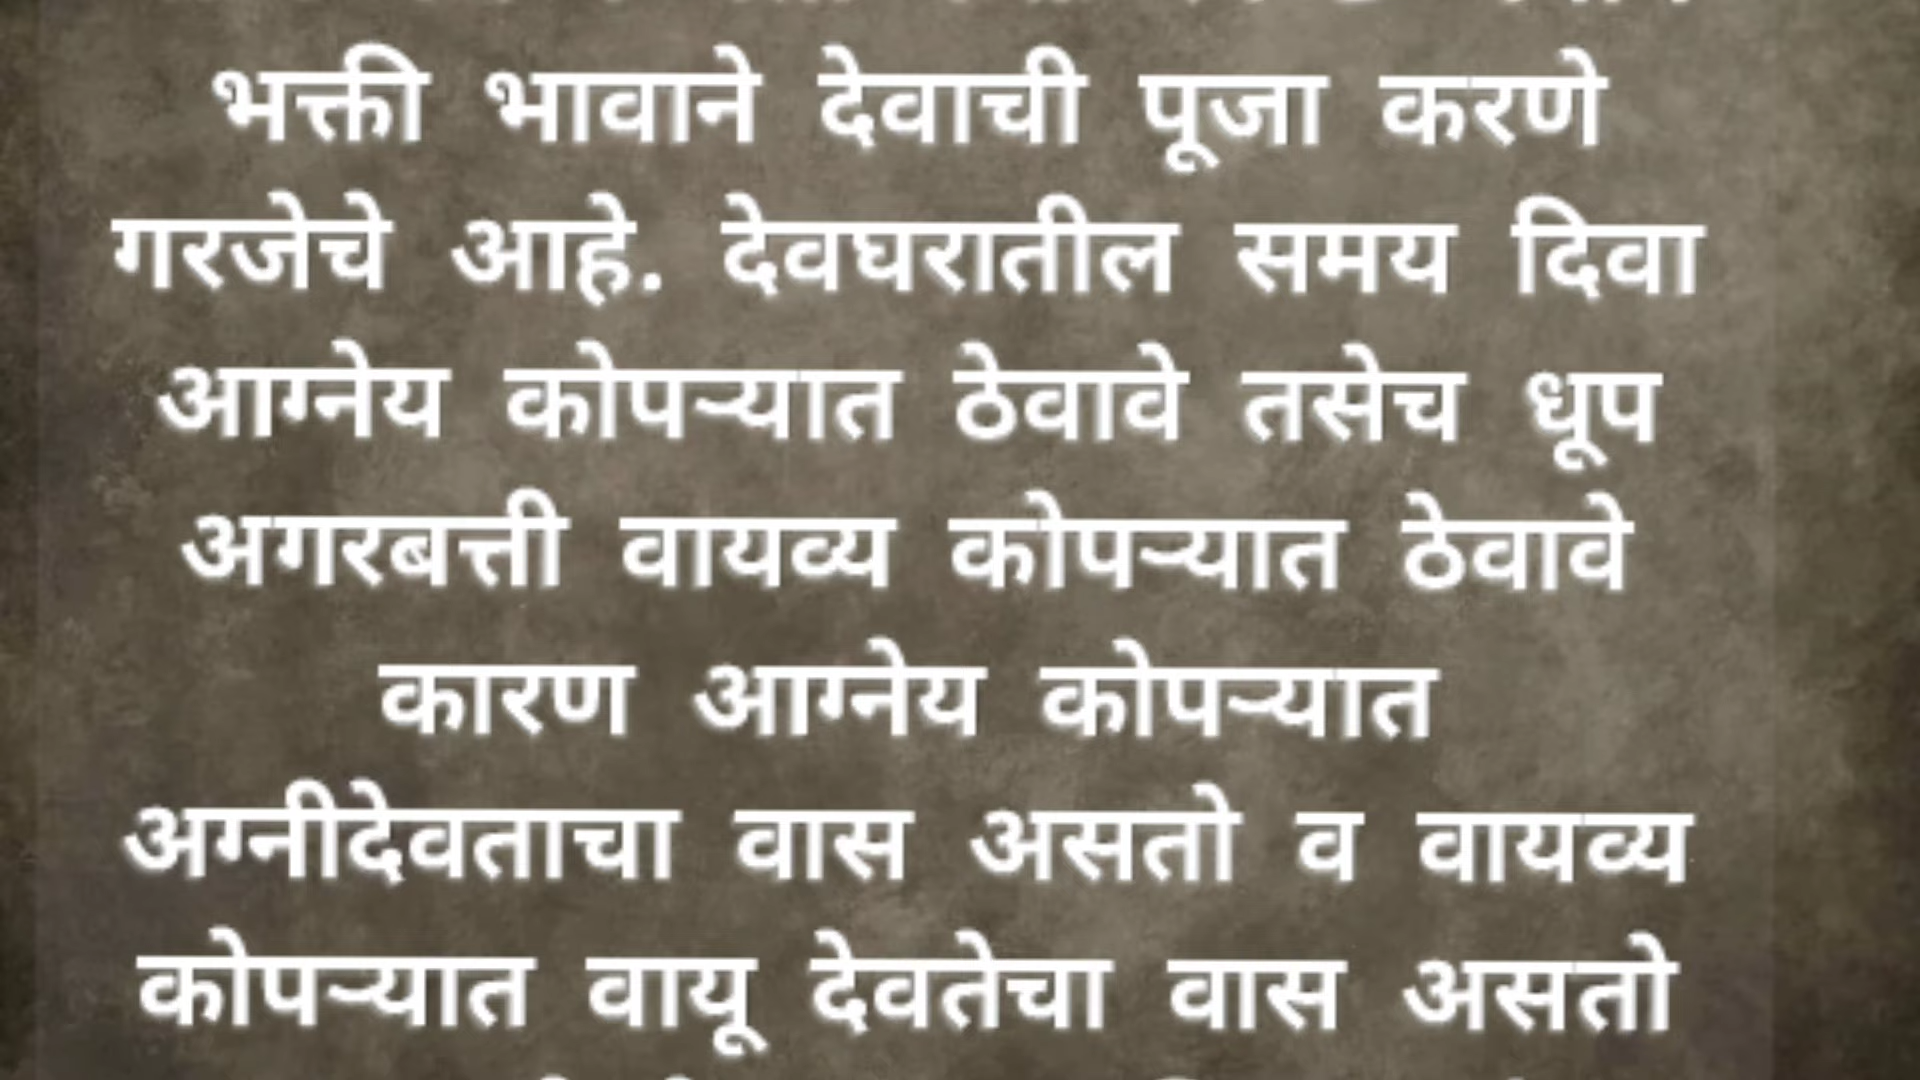 भक्ती भावाने देवाची पूजा करणे
गरजेचे आहे. देवघरातील समय दिवा
आग्नेय कोपऱ्यात ठेवावे तसेच धूप
अगरबत्ती वायव्य कोपऱ्यात ठेवावे
कारण आग्नेय कोपऱ्यात
अग्नीदेवताचा वास असतो व वायव्य
कोपऱ्यात वायू देवतेचा वास असतो